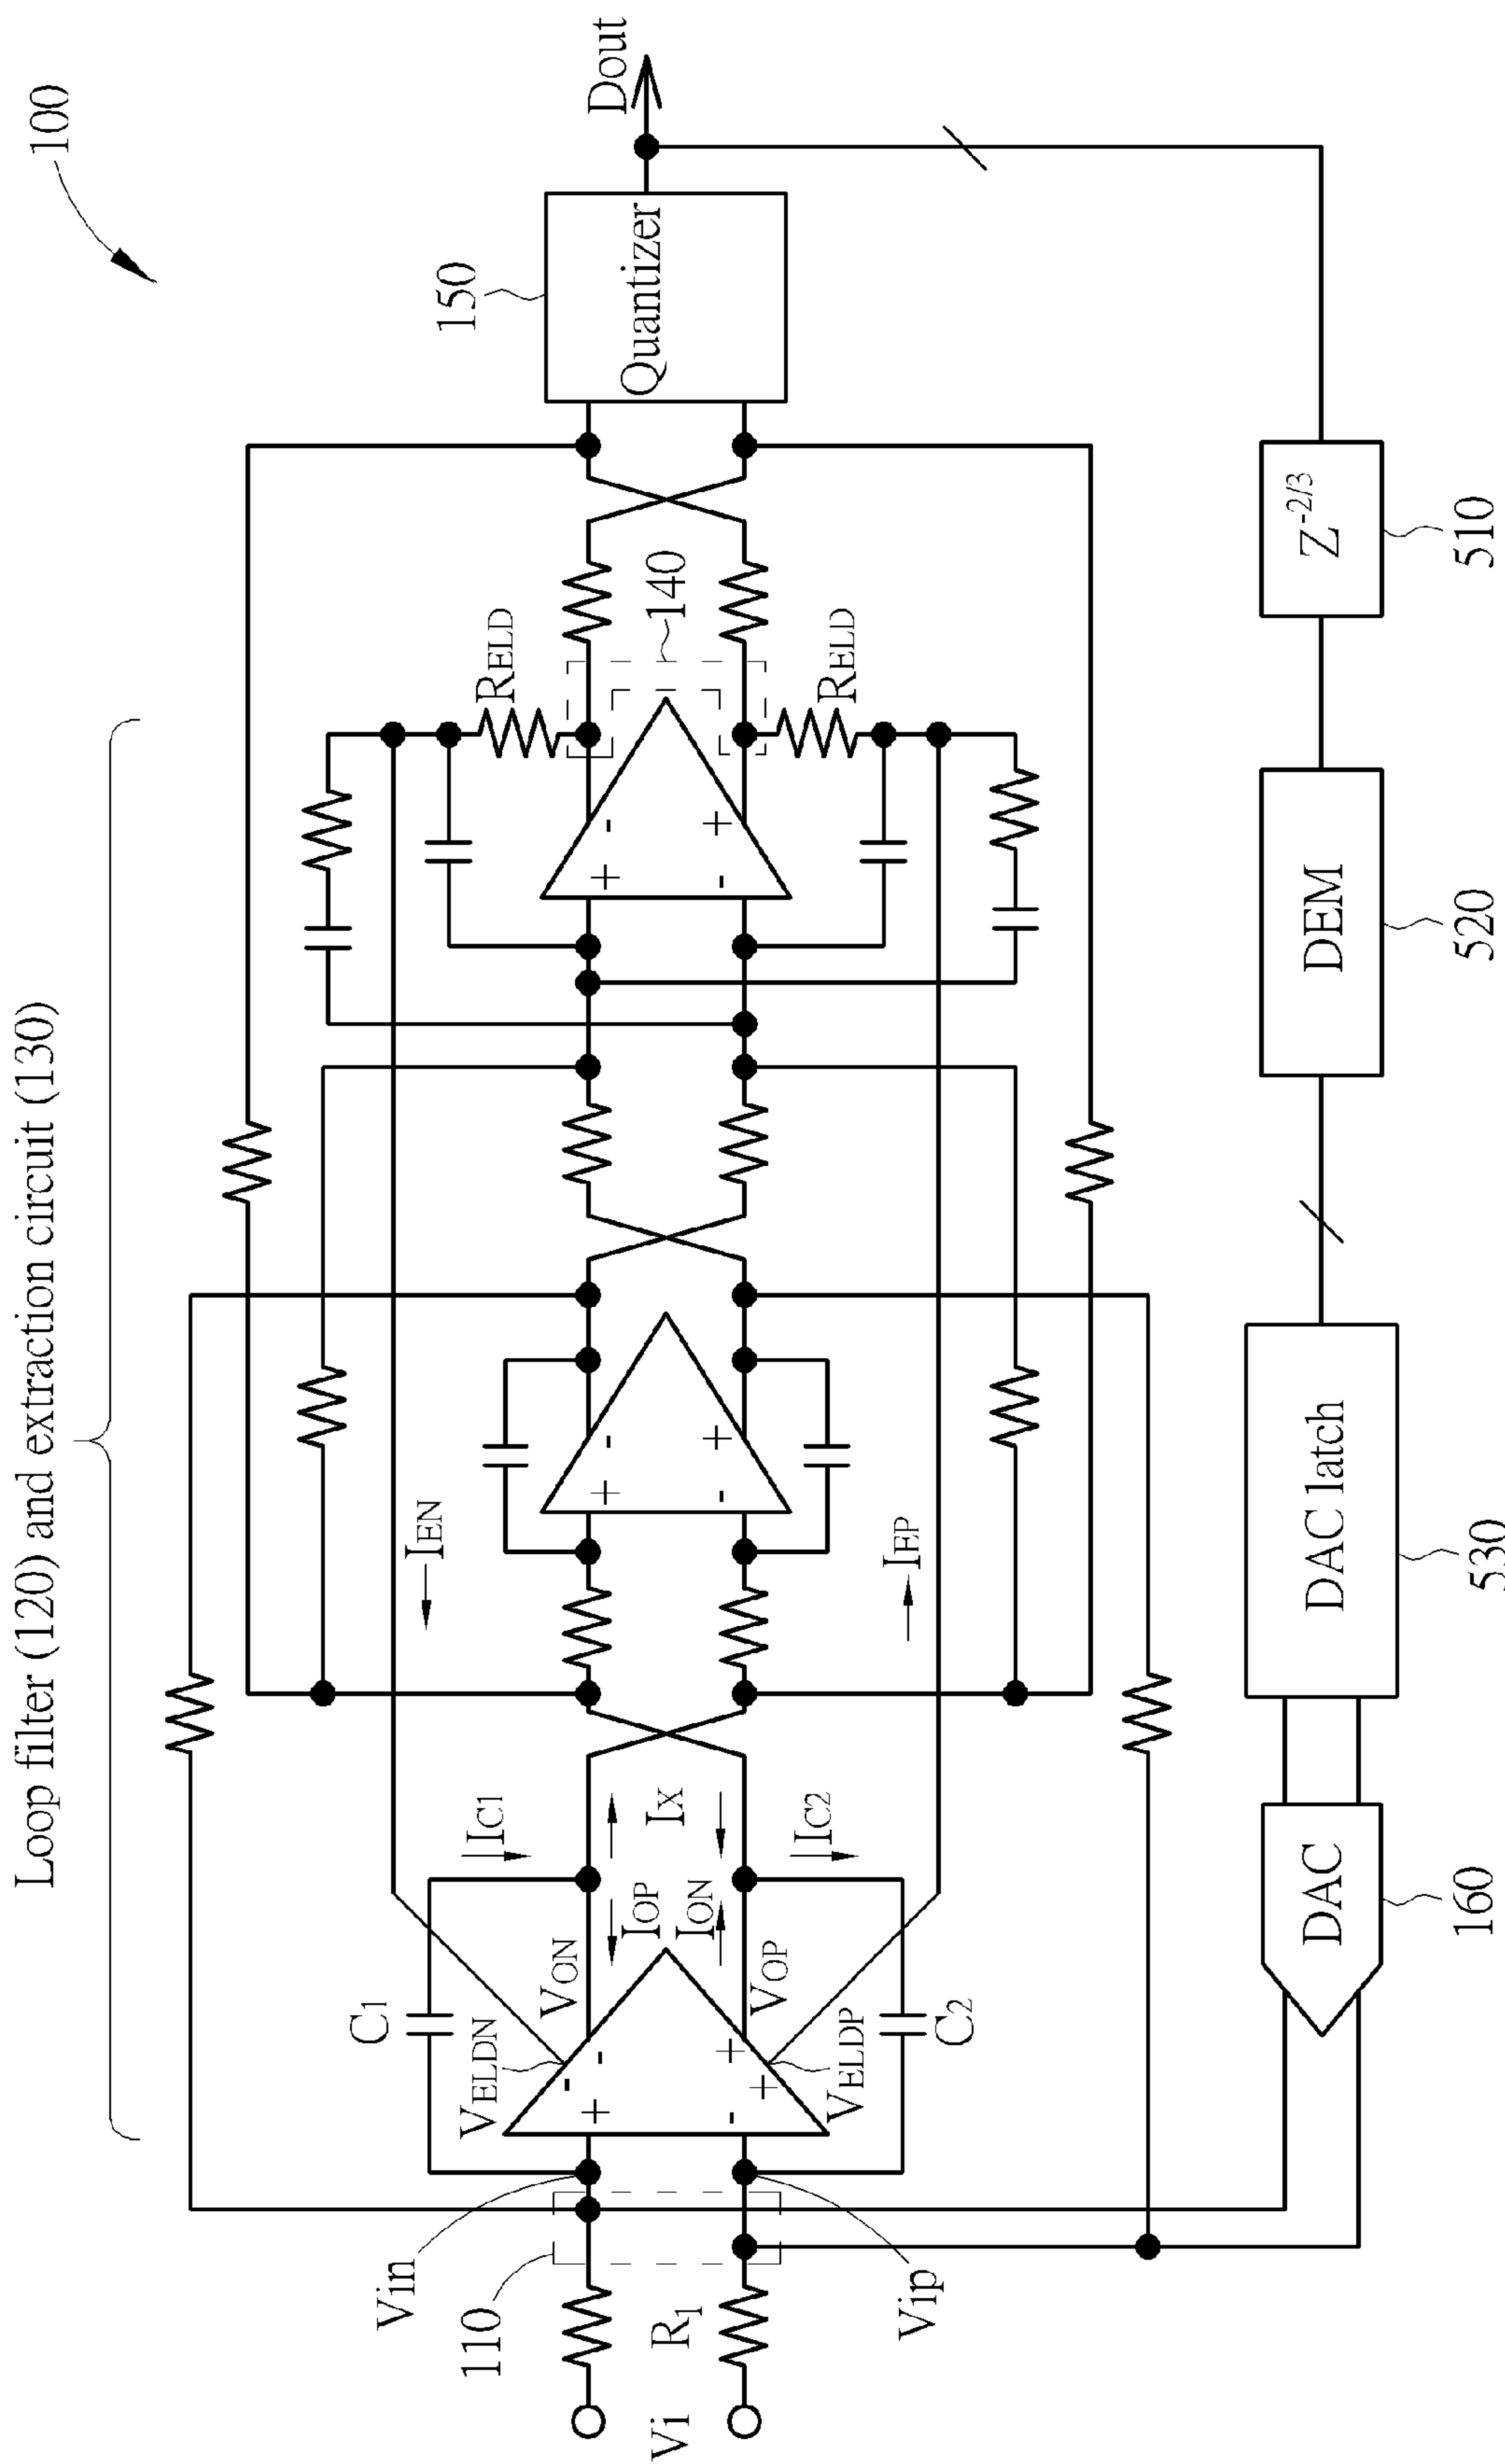 Loop filter (120) and extraction circuit (130)
100
Vin
110
Vi
R1
Vip
C1
VELDN
VON
IC1
IOP
IX
ION
VOP
IC2
VELDP
C2
+
-
-
-
-
+
+
+
IEN
IEP
+
-
-
+
+
-
-
+
RELD
140
RELD
150
Quantizer
Dout
DAC
160
DAC latch
530
DEM
520
Z-2/3
510